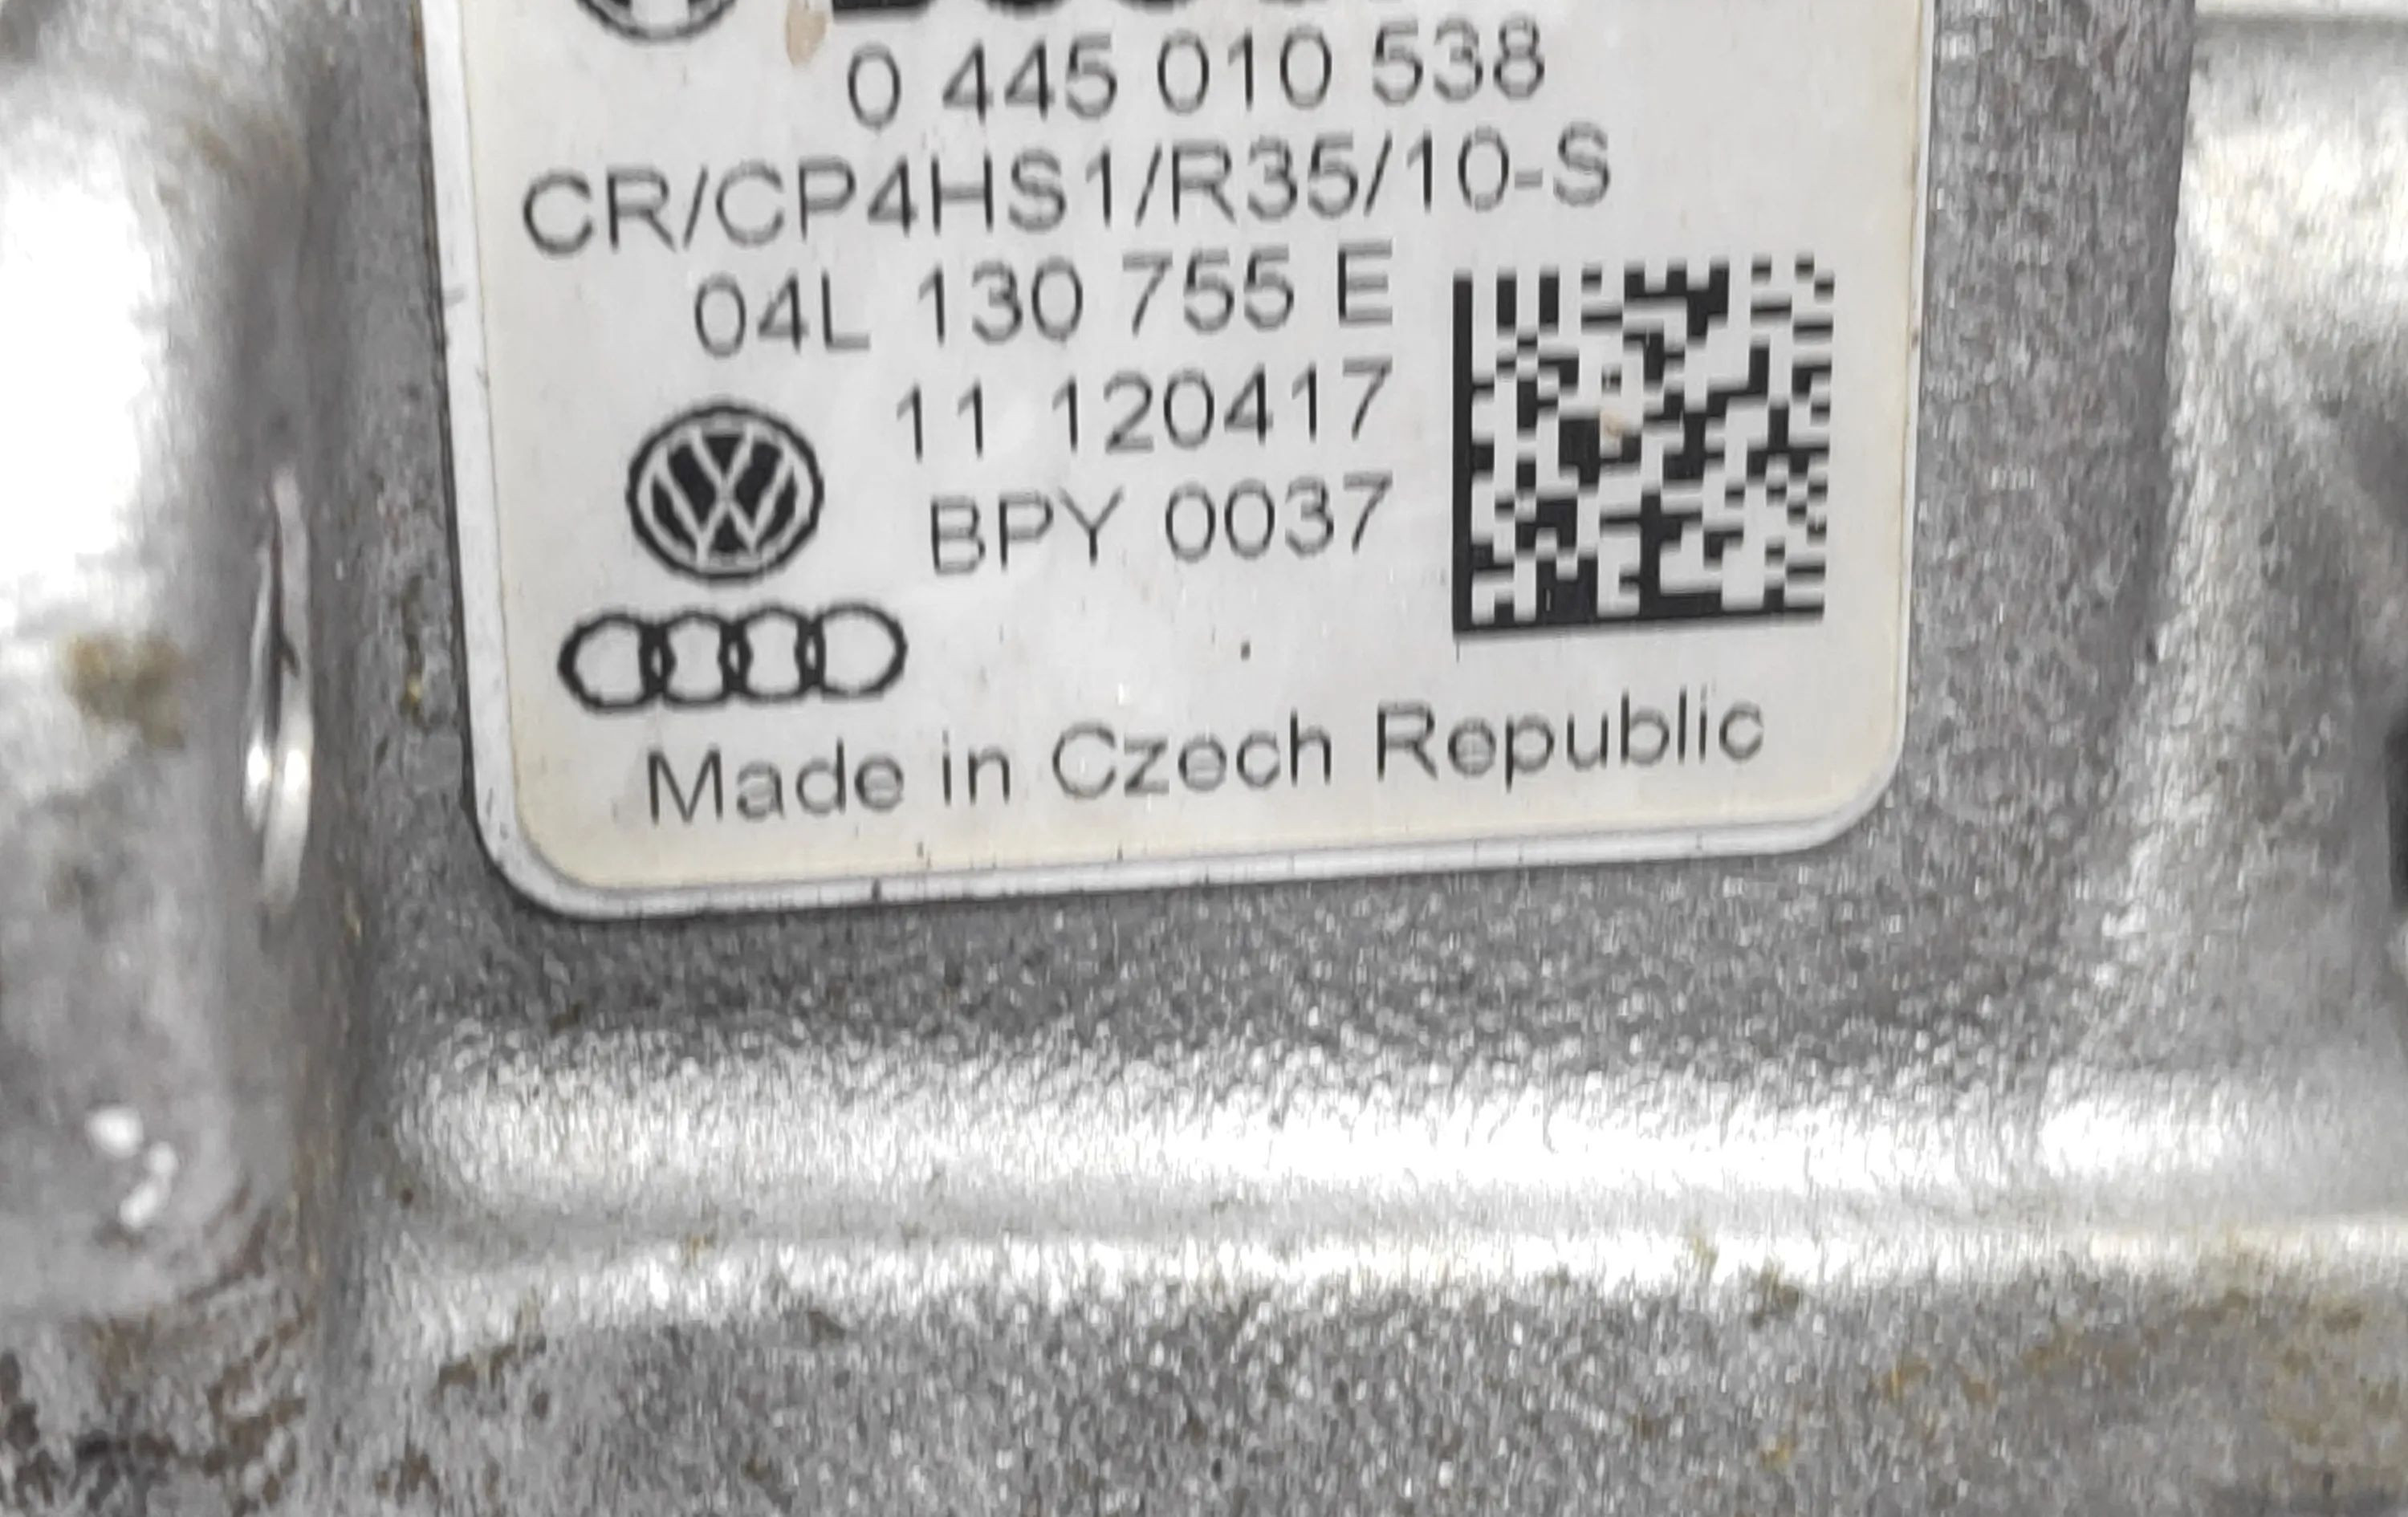 0 445 010 538
CR/CP4HS1/R35/10-S
04L 130 755 E
11 120417
BPY 0037
Made in Czech Republic